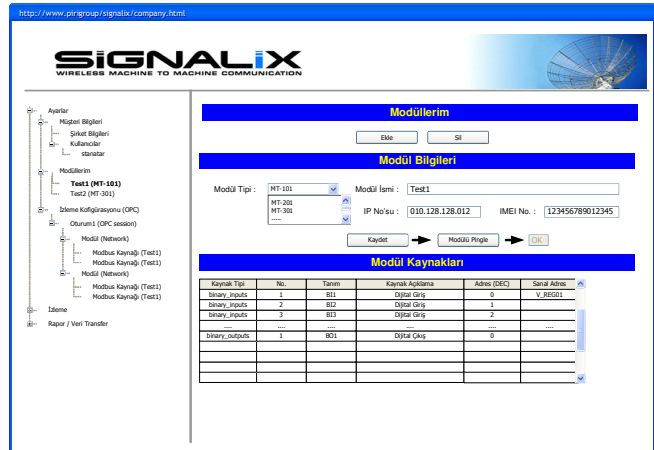 http://www.pirigroup/signalix/company.html
SiGNALiX
WIRELESS MACHINE TO MACHINE COMMUNICATION
Ayarlar
Müşteri Bilgileri
Şirket Bilgileri
Kullanıcılar
stanatar
Modüllerim
Test1 (MT-101)
Test2 (MT-301)
İzleme Kofigürasyonu (OPC)
Oturum1 (OPC session)
Modül (Network)
Modbus Kaynağı (Test1)
Modbus Kaynağı (Test1)
Modül (Network)
Modbus Kaynağı (Test1)
Modbus Kaynağı (Test1)
İzleme
Rapor / Veri Transfer
Modüllerim
Ekle Sil
Modül Bilgileri
Modül Tipi : MT-101 Modül İsmi : Test1
MT-201
MT-301
.....
IP No'su : 010.128.128.012 IMEI No. : 123456789012345
Kaydet Modülü Pingle OK
Modül Kaynakları
Kaynak Tipi No. Tanım Kaynak Açıklama Adres (DEC) Sanal Adres
binary_inputs 1 BI1 Dijital Giriş 0 V_REG01
binary_inputs 2 BI2 Dijital Giriş 1
binary_inputs 3 BI3 Dijital Giriş 2
.... .... .... .... .... ....
binary_outputs 1 BO1 Dijital Çıkış 0